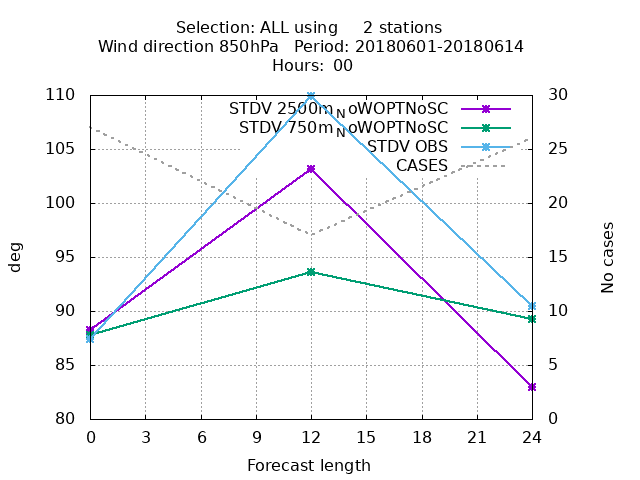 Selection: ALL using     2 stations
Wind direction 850hPa   Period: 20180601-20180614
Hours:  00
STDV 2500m_NoWOPTNoSC
STDV 750m_NoWOPTNoSC
STDV OBS
CASES
110
105
100
95
90
85
80
30
25
20
15
10
5
0
deg
No cases
0 3 6 9 12 15 18 21 24
Forecast length